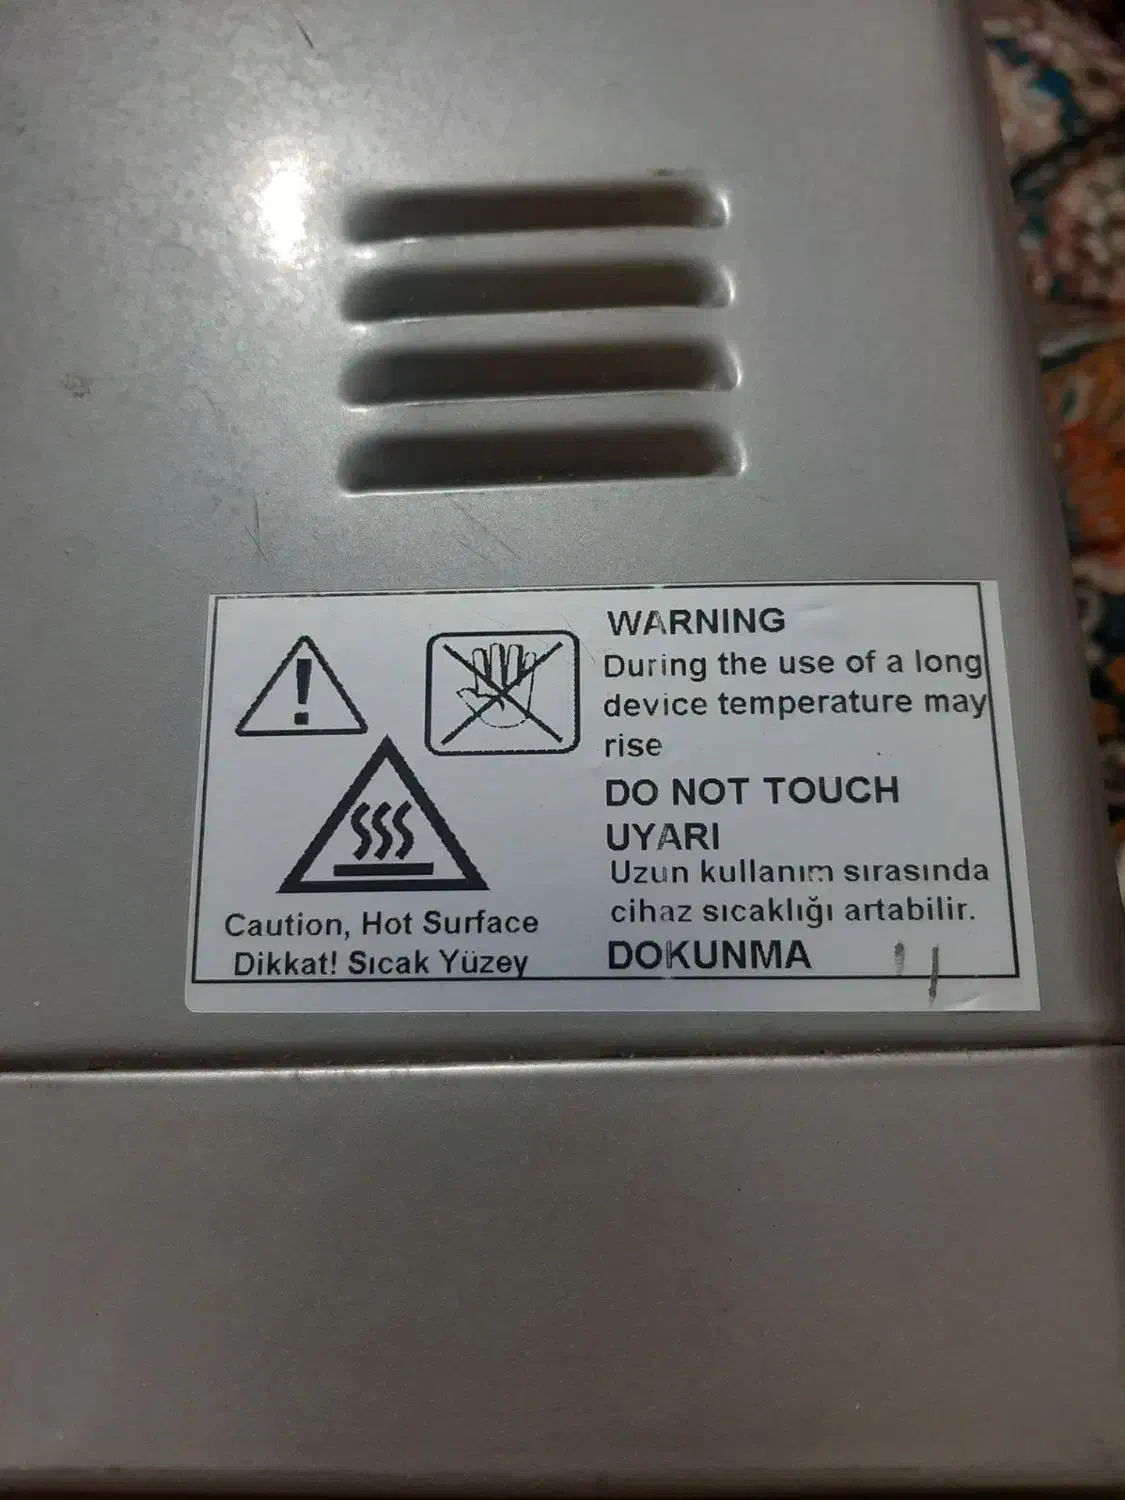 WARNING
During the use of a long
device temperature may
rise
DO NOT TOUCH
UYARI
Uzun kullanım sırasında
cihaz sıcaklığı artabilir.
DOKUNMA
Caution, Hot Surface
Dikkat! Sıcak Yüzey